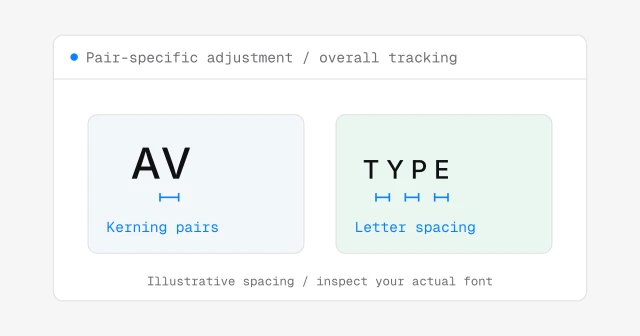 Pair-specific adjustment / overall tracking
AV
Kerning pairs
TYPE
Letter spacing
Illustrative spacing / inspect your actual font